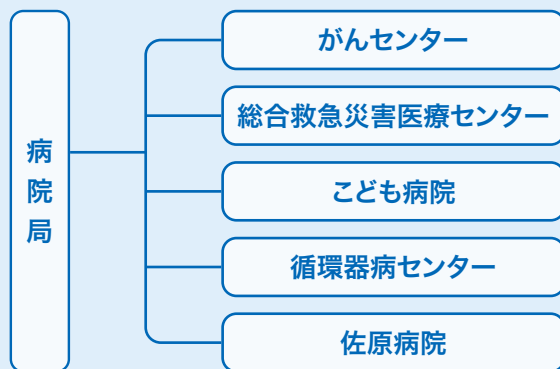 病院局
がんセンター
総合救急災害医療センター
こども病院
循環器病センター
佐原病院